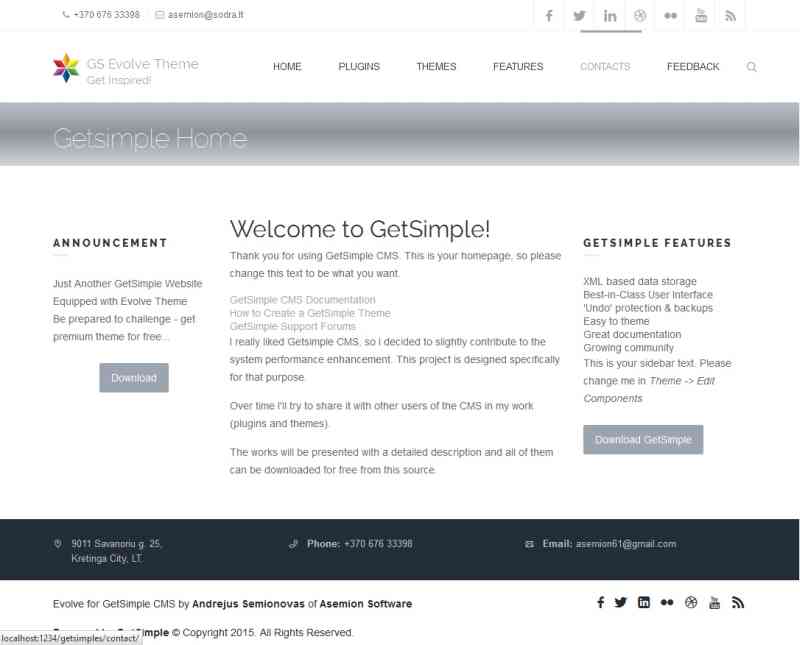 +370 676 33398 asemion@sodra.lt
GS Evolve Theme
Get Inspired!
HOME PLUGINS THEMES FEATURES CONTACTS FEEDBACK
Getsimple Home
ANNOUNCEMENT
Just Another GetSimple Website
Equipped with Evolve Theme
Be prepared to challenge - get
premium theme for free...
Download
Welcome to GetSimple!
Thank you for using GetSimple CMS. This is your homepage, so please
change this text to be what you want.
GetSimple CMS Documentation
How to Create a GetSimple Theme
GetSimple Support Forums
I really liked Getsimple CMS, so i decided to slightly contribute to the
system performance enhancement. This project is designed specifically
for that purpose.
Over time I'll try to share it with other users of the CMS in my work
(plugins and themes).
The works will be presented with a detailed description and all of them
can be downloaded for free from this source.
GETSIMPLE FEATURES
XML based data storage
Best-in-Class User Interface
'Undo' protection & backups
Easy to theme
Great documentation
Growing community
This is your sidebar text. Please
change me in Theme -> Edit
Components
Download GetSimple
9011 Savanoriu g. 25,
Kretinga City, LT.
Phone: +370 676 33398
Email: asemion61@gmail.com
Evolve for GetSimple CMS by Andrejus Semionovas of Asemion Software
© Copyright 2015. All Rights Reserved.
localhost:1234/getsimples/contact/